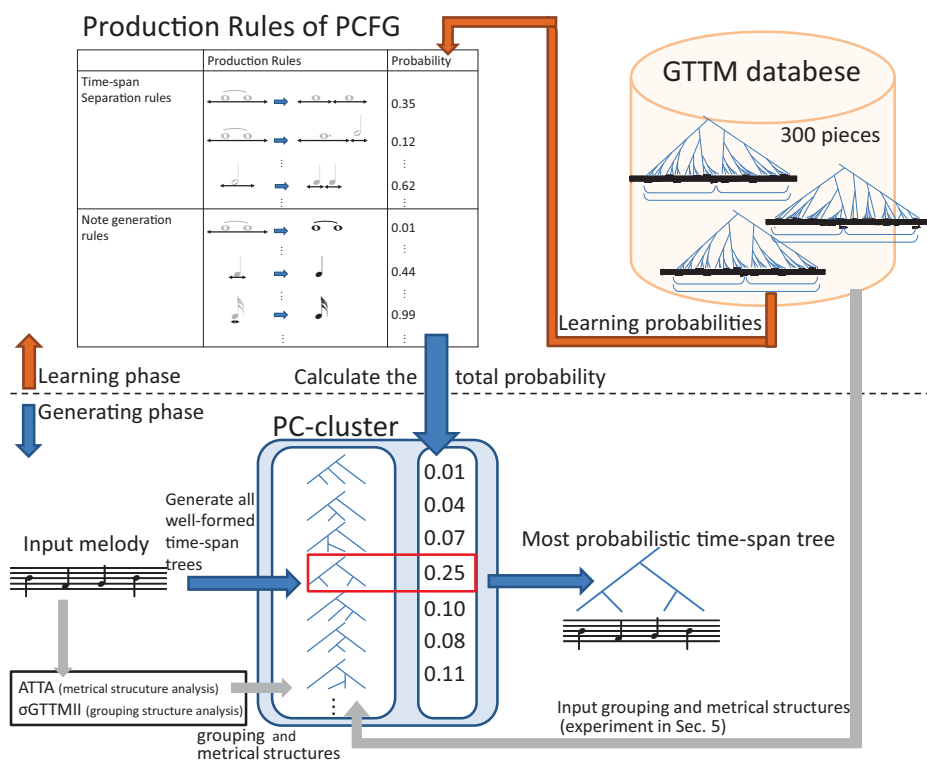 Production Rules of PCFG
Production Rules
Probability
Time-span
Separation rules
0.35
0.12
⋮ ⋮ ⋮
0.62
⋮ ⋮ ⋮
Note generation
rules
0.01
⋮ ⋮ ⋮
0.44
⋮ ⋮ ⋮
0.99
⋮ ⋮
GTTM databese
300 pieces
Learning probabilities
Learning phase
Calculate the total probability
Generating phase
PC-cluster
Generate all
well-formed
time-span
trees
Input melody
0.01
0.04
0.07
0.25
0.10
0.08
0.11
⋮
Most probabilistic time-span tree
ATTA (metrical strucuture analysis)
σGTTMII (grouping structure analysis)
grouping and
metrical structures
Input grouping and metrical structures
(experiment in Sec. 5)